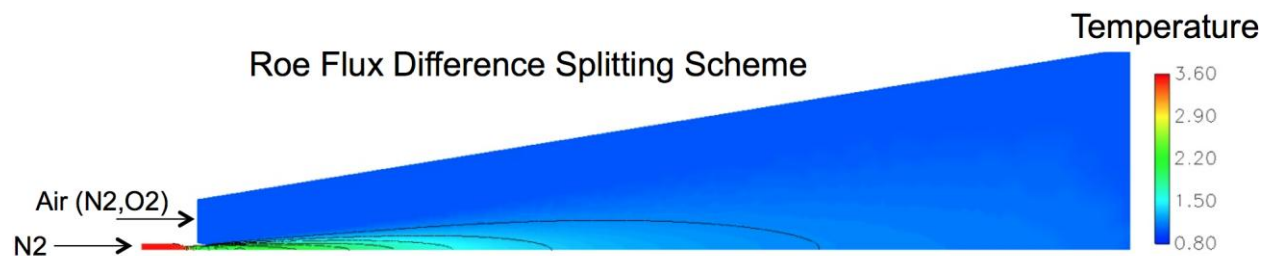 Temperature
Roe Flux Difference Splitting Scheme
3.60
2.90
2.20
1.50
0.80
Air (N2,O2)
N2